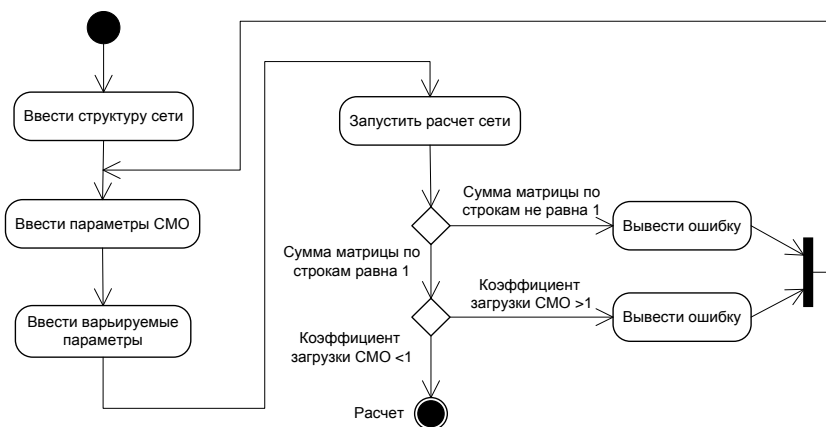 Ввести структуру сети
Ввести параметры СМО
Ввести варьируемые
параметры
Запустить расчет сети
Сумма матрицы по
строкам не равна 1
Вывести ошибку
Сумма матрицы по
строкам равна 1
Коэффициент
загрузки СМО >1
Вывести ошибку
Коэффициент
загрузки СМО <1
Расчет